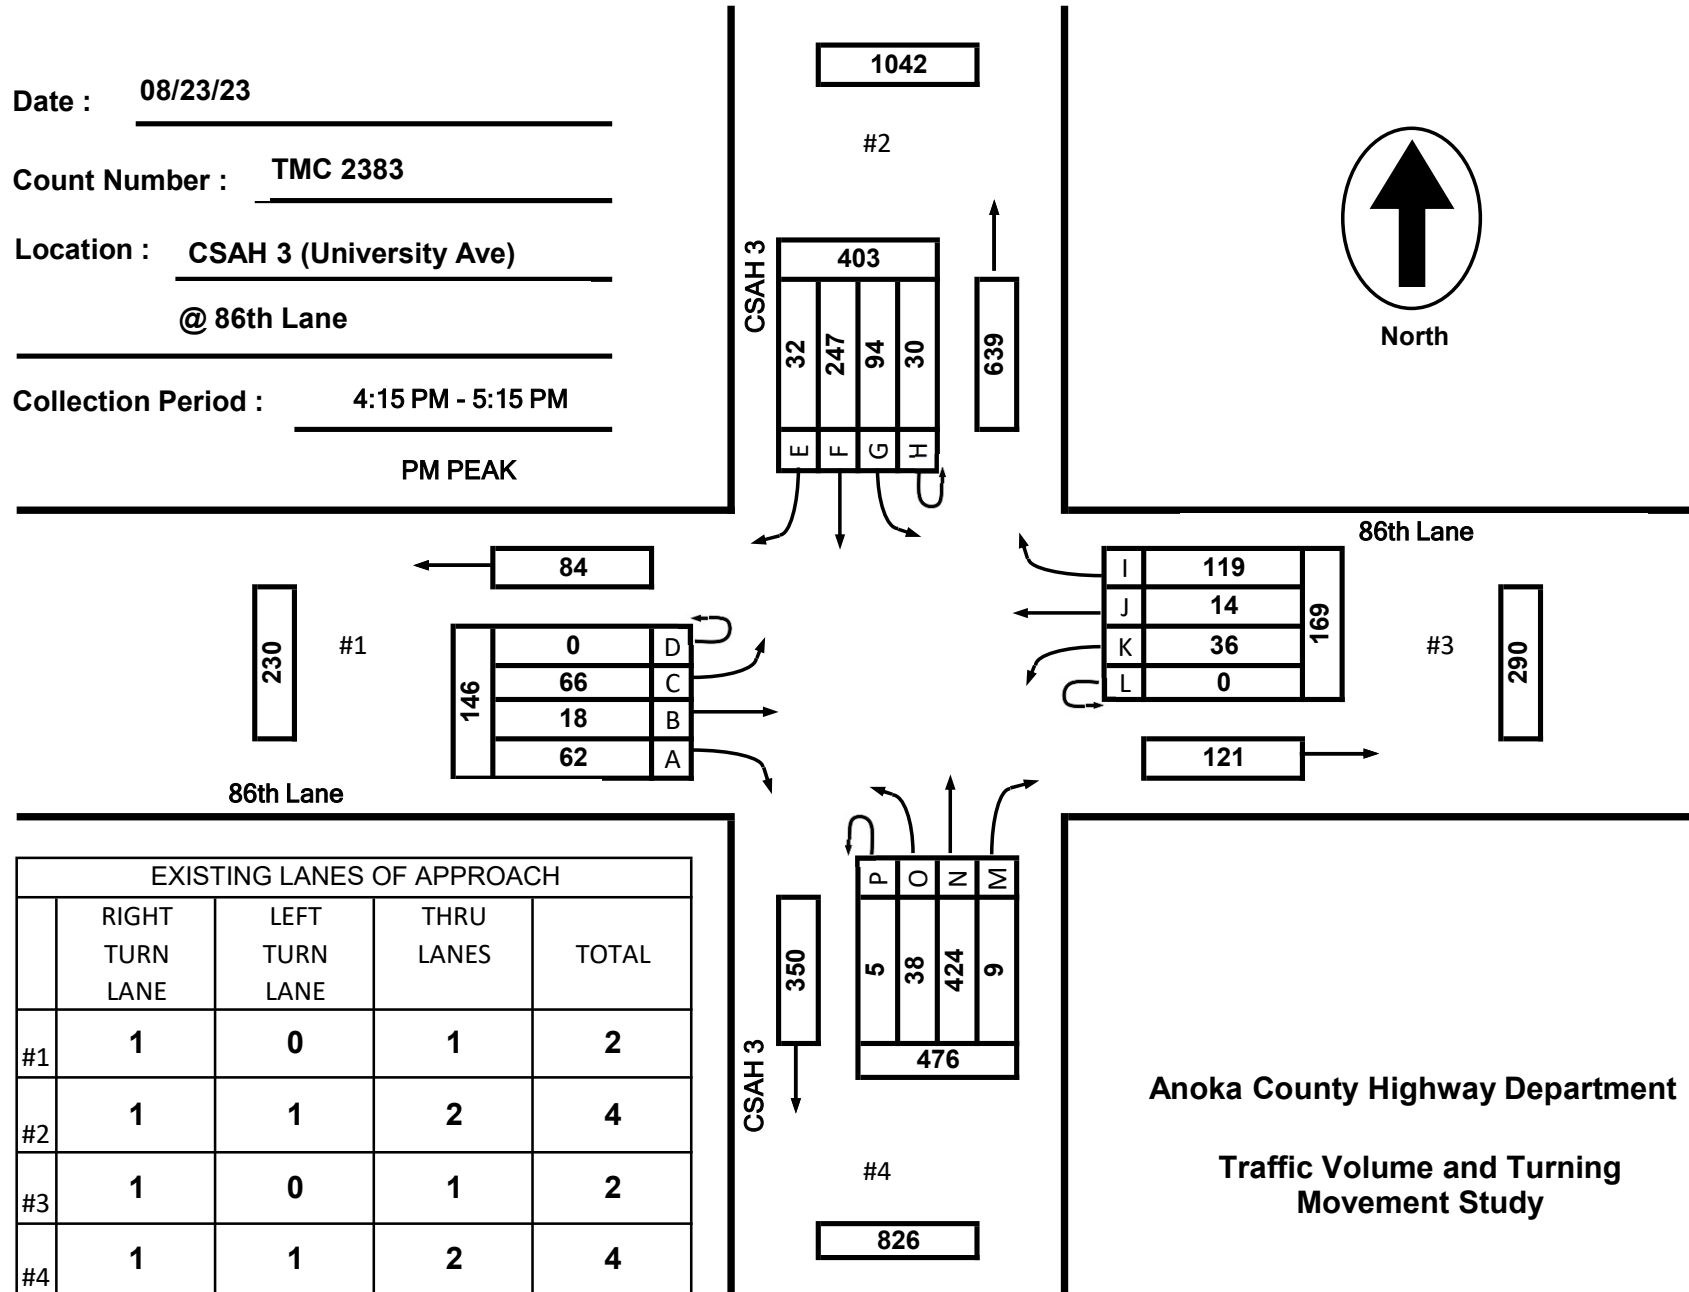 Date : 08/23/23
Count Number : TMC 2383
Location : CSAH 3 (University Ave)
@ 86th Lane
Collection Period : 4:15 PM - 5:15 PM
PM PEAK
1042
#2
CSAH 3
403
32 247 94 30
E F G H
639
North
86th Lane
84
230
#1
146
0 D
66 C
18 B
62 A
86th Lane
I 119
J 14
K 36
L 0
169
#3
290
121
P O N M
5 38 424 9
476
350
CSAH 3
#4
826
EXISTING LANES OF APPROACH
RIGHT TURN LANE
LEFT TURN LANE
THRU LANES
TOTAL
#1 1 0 1 2
#2 1 1 2 4
#3 1 0 1 2
#4 1 1 2 4
Anoka County Highway Department
Traffic Volume and Turning
Movement Study